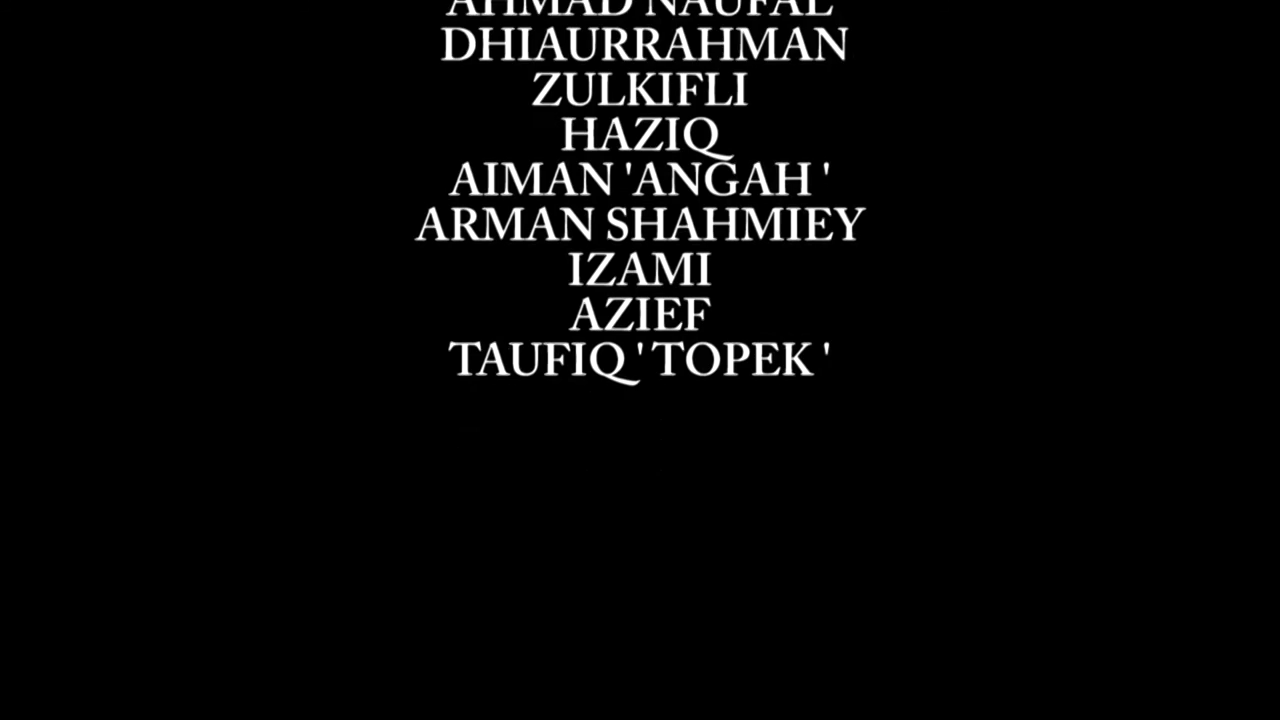 AHMAD NAUFAL
DHIAURRAHMAN
ZULKIFLI
HAZIQ
AIMAN 'ANGAH '
ARMAN SHAHMIEY
IZAMI
AZIEF
TAUFIQ ' TOPEK '